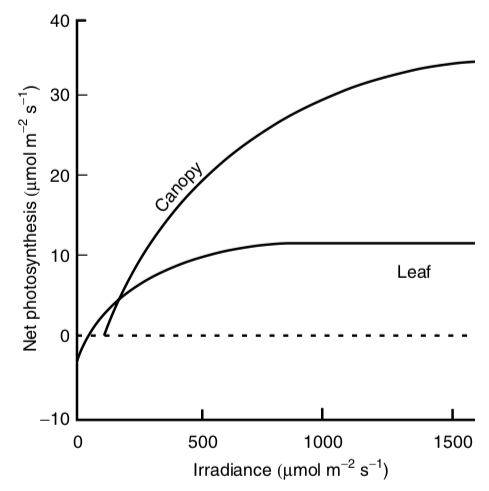 40
30
20
10
0
−10
Net photosynthesis (μmol m⁻² s⁻¹)
Canopy
Leaf
0 500 1000 1500
Irradiance (μmol m⁻² s⁻¹)